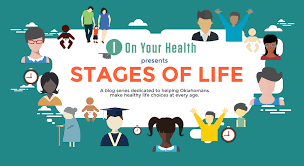 On Your Health
presents
STAGES OF LIFE
A blog series dedicated to helping Oklahomans
make healthy life choices at every age.